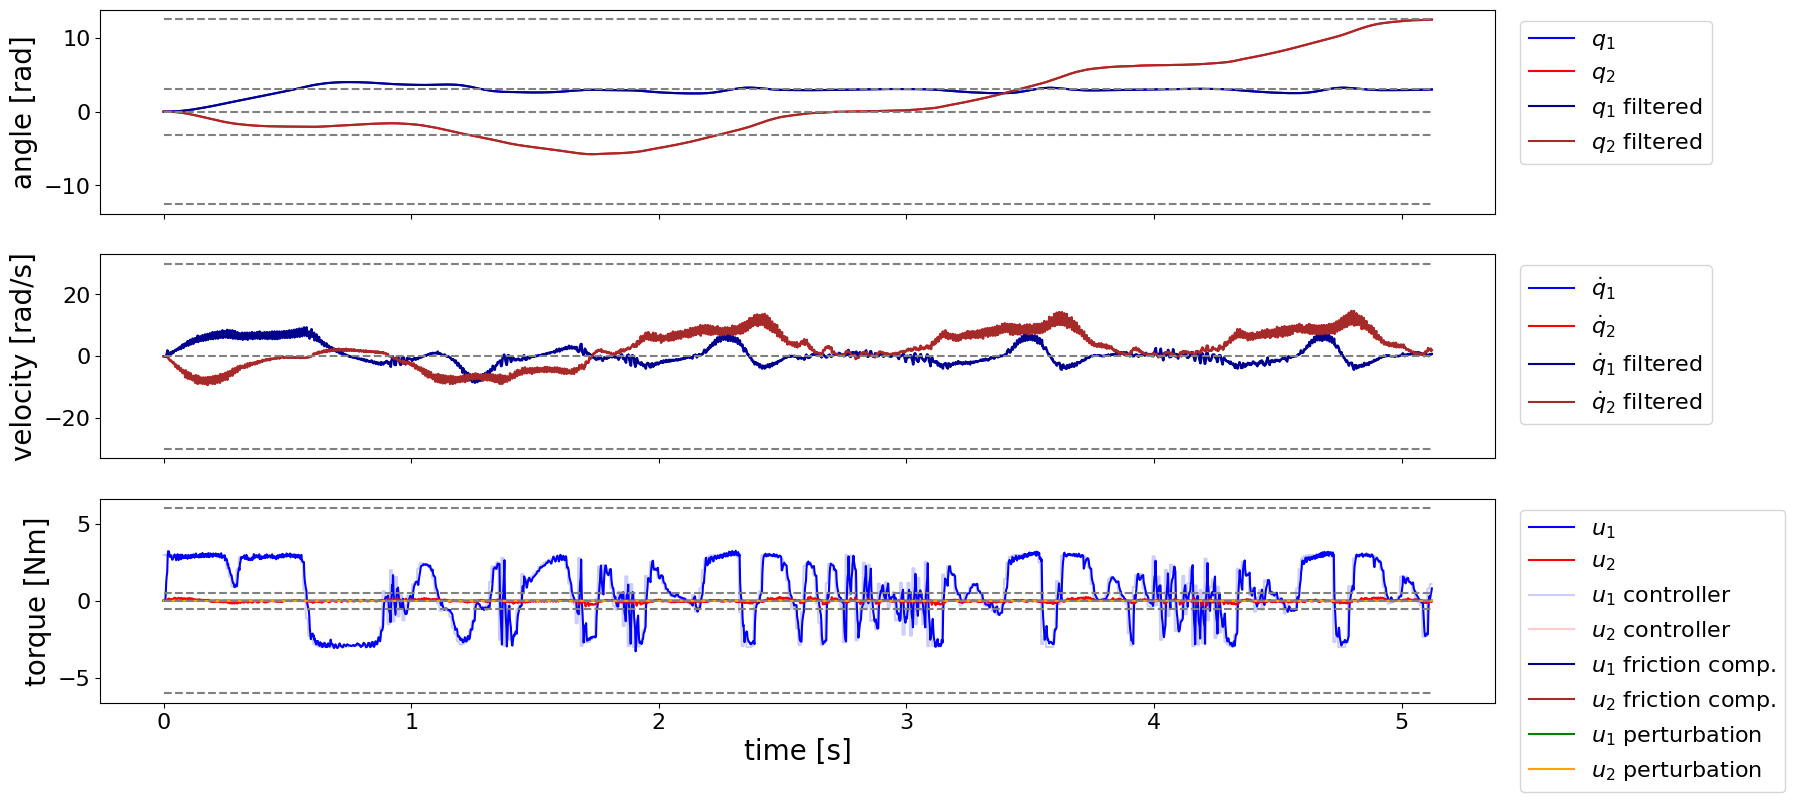 angle [rad]
10
0
−10
q₁
q₂
q₁ filtered
q₂ filtered
velocity [rad/s]
20
0
−20
q̇₁
q̇₂
q̇₁ filtered
q̇₂ filtered
torque [Nm]
5
0
−5
0 1 2 3 4 5
time [s]
u₁
u₂
u₁ controller
u₂ controller
u₁ friction comp.
u₂ friction comp.
u₁ perturbation
u₂ perturbation